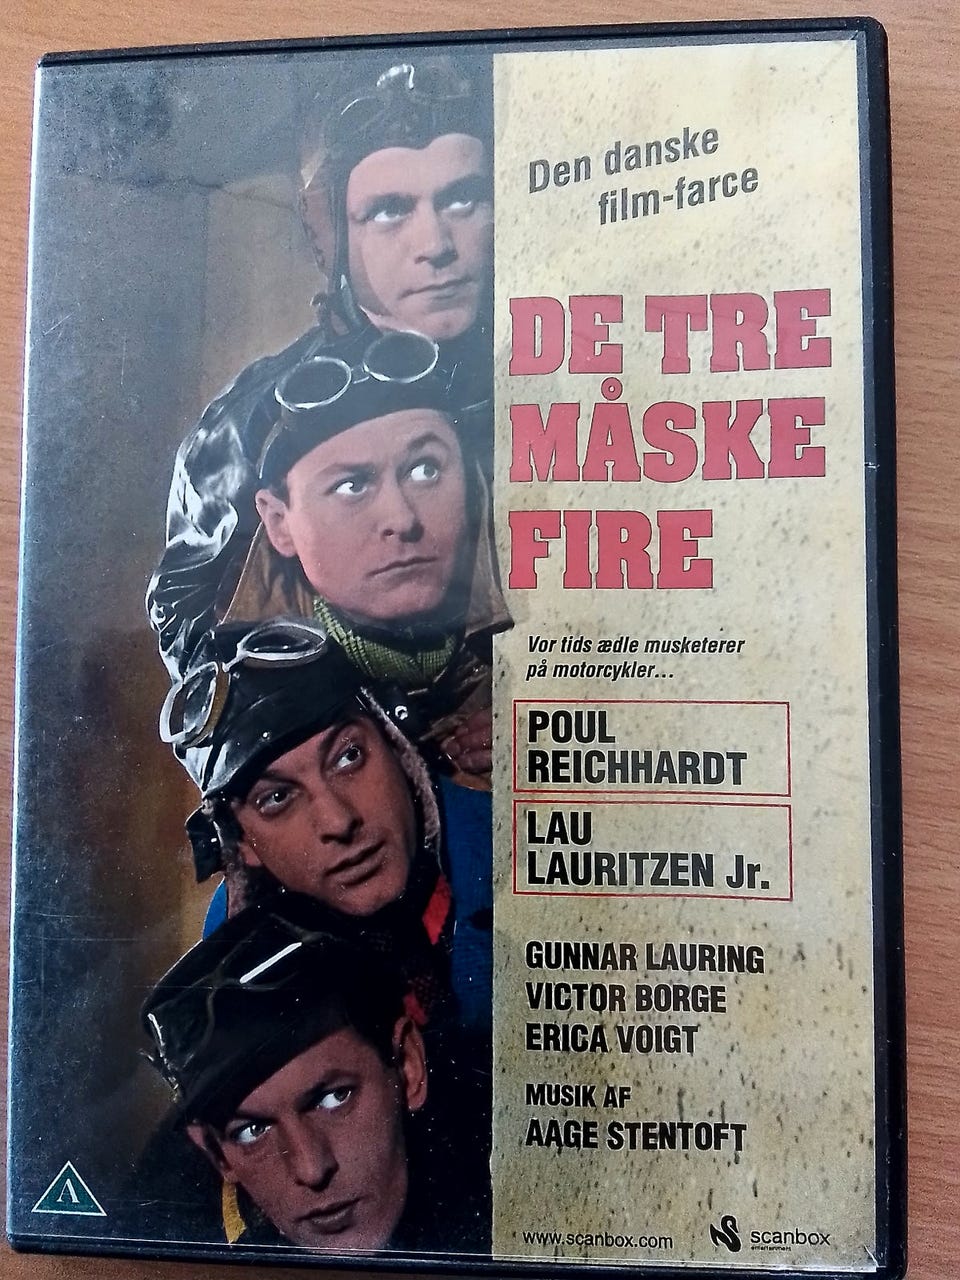 Den danske
film-farce
DE TRE
MÅSKE
FIRE
Vor tids ædle musketerer
på motorcykler...
POUL
REICHHARDT
LAU
LAURITZEN Jr.
GUNNAR LAURING
VICTOR BORGE
ERICA VOIGT
MUSIK AF
AAGE STENTOFT
www.scanbox.com
scanbox
entertainment
Λ